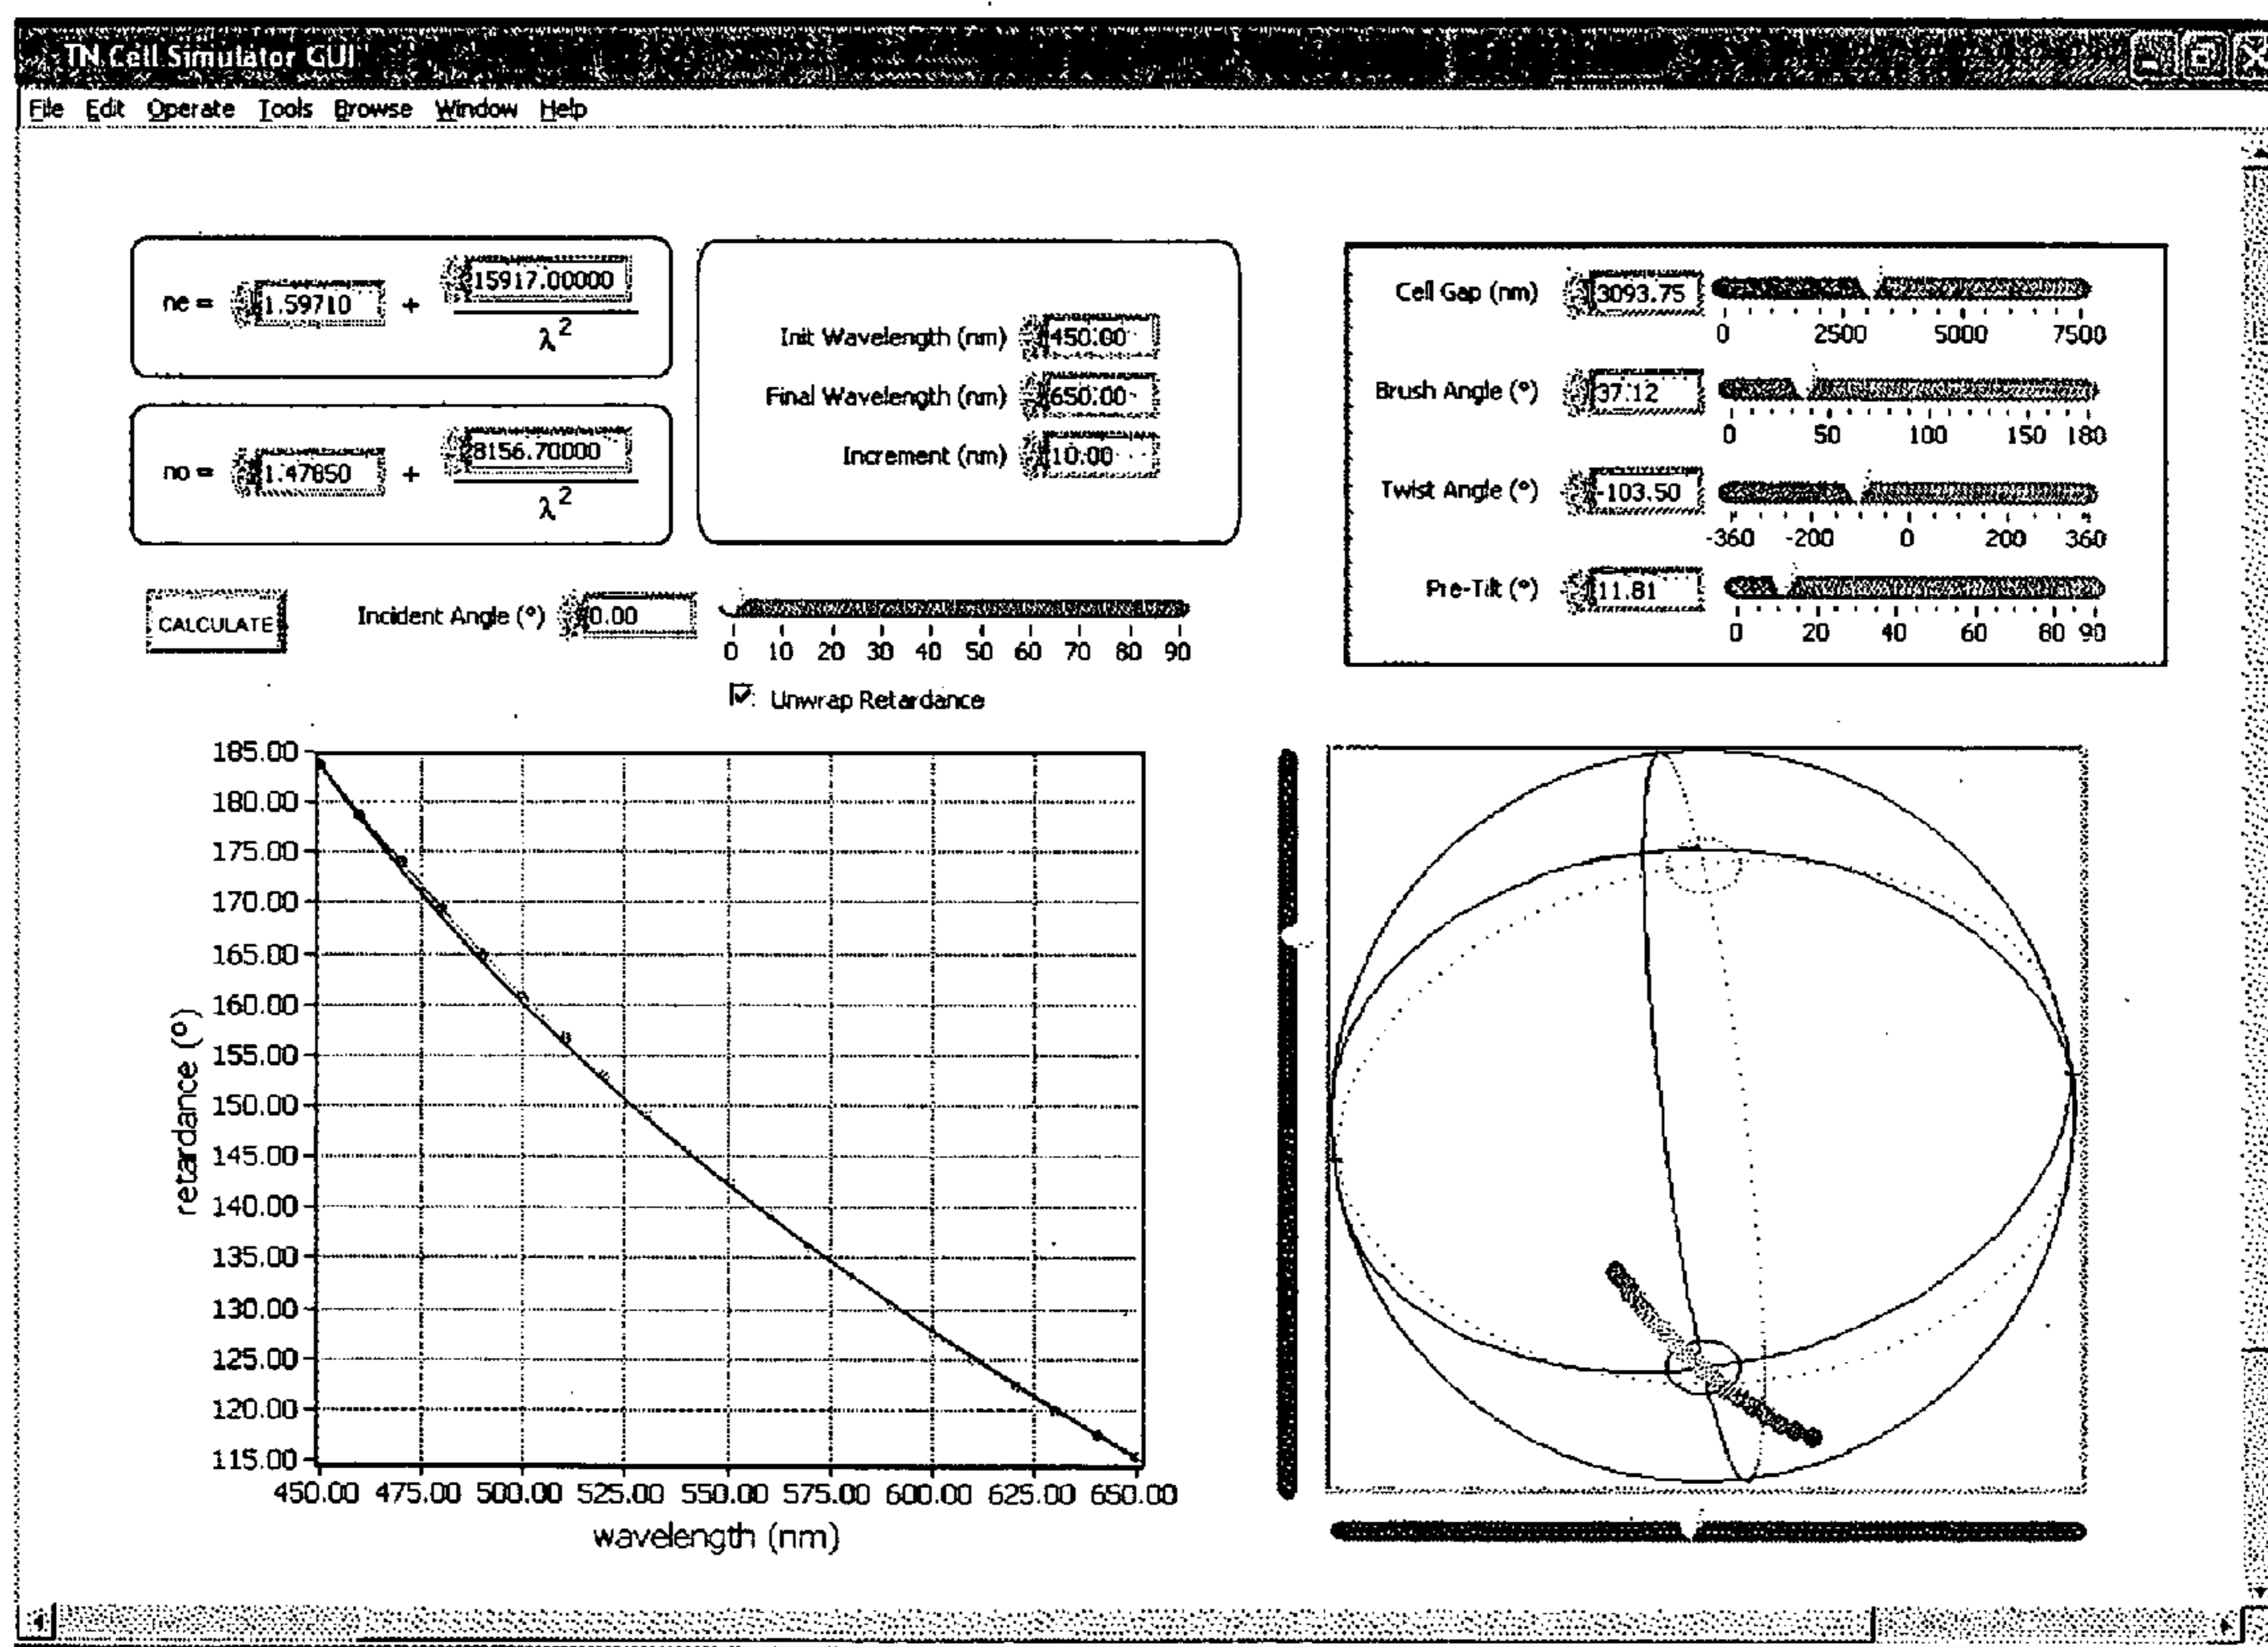 TN Cell Simulator GUI
File Edit Operate Tools Browse Window Help
ne = 1.59710 + 15917.00000
λ2
no = 1.47850 + 8156.70000
λ2
Init Wavelength (nm) 450.00
Final Wavelength (nm) 650.00
Increment (nm) 10.00
Cell Gap (nm) 3093.75
0 2500 5000 7500
Brush Angle (°) 37.12
0 50 100 150 180
Twist Angle (°) -103.50
-360 -200 0 200 360
Pre-Tilt (°) 11.81
0 20 40 60 80 90
CALCULATE
Incident Angle (°) 0.00
0 10 20 30 40 50 60 70 80 90
Unwrap Retardance
185.00
180.00
175.00
170.00
165.00
160.00
155.00
150.00
145.00
140.00
135.00
130.00
125.00
120.00
115.00
retardance (°)
450.00 475.00 500.00 525.00 550.00 575.00 600.00 625.00 650.00
wavelength (nm)